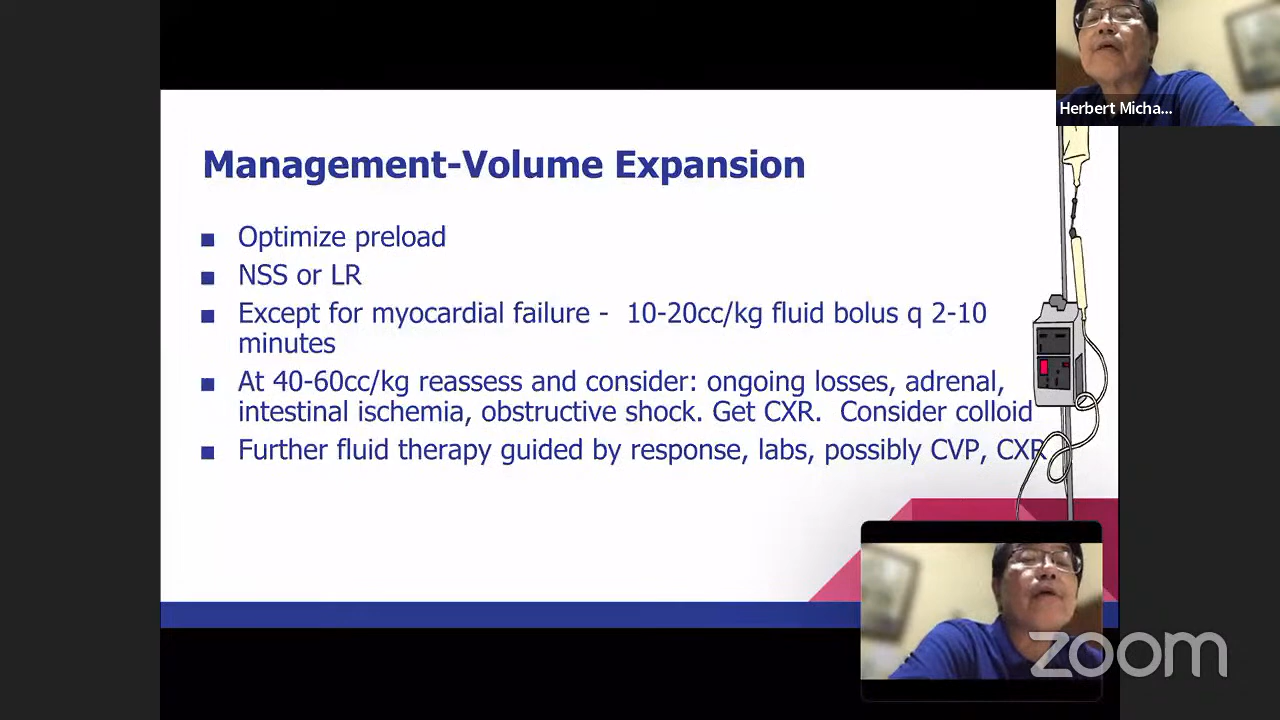 Herbert Micha...
Management-Volume Expansion
Optimize preload
NSS or LR
Except for myocardial failure - 10-20cc/kg fluid bolus q 2-10
minutes
At 40-60cc/kg reassess and consider: ongoing losses, adrenal,
intestinal ischemia, obstructive shock. Get CXR. Consider colloid
Further fluid therapy guided by response, labs, possibly CVP, CXR
zoom